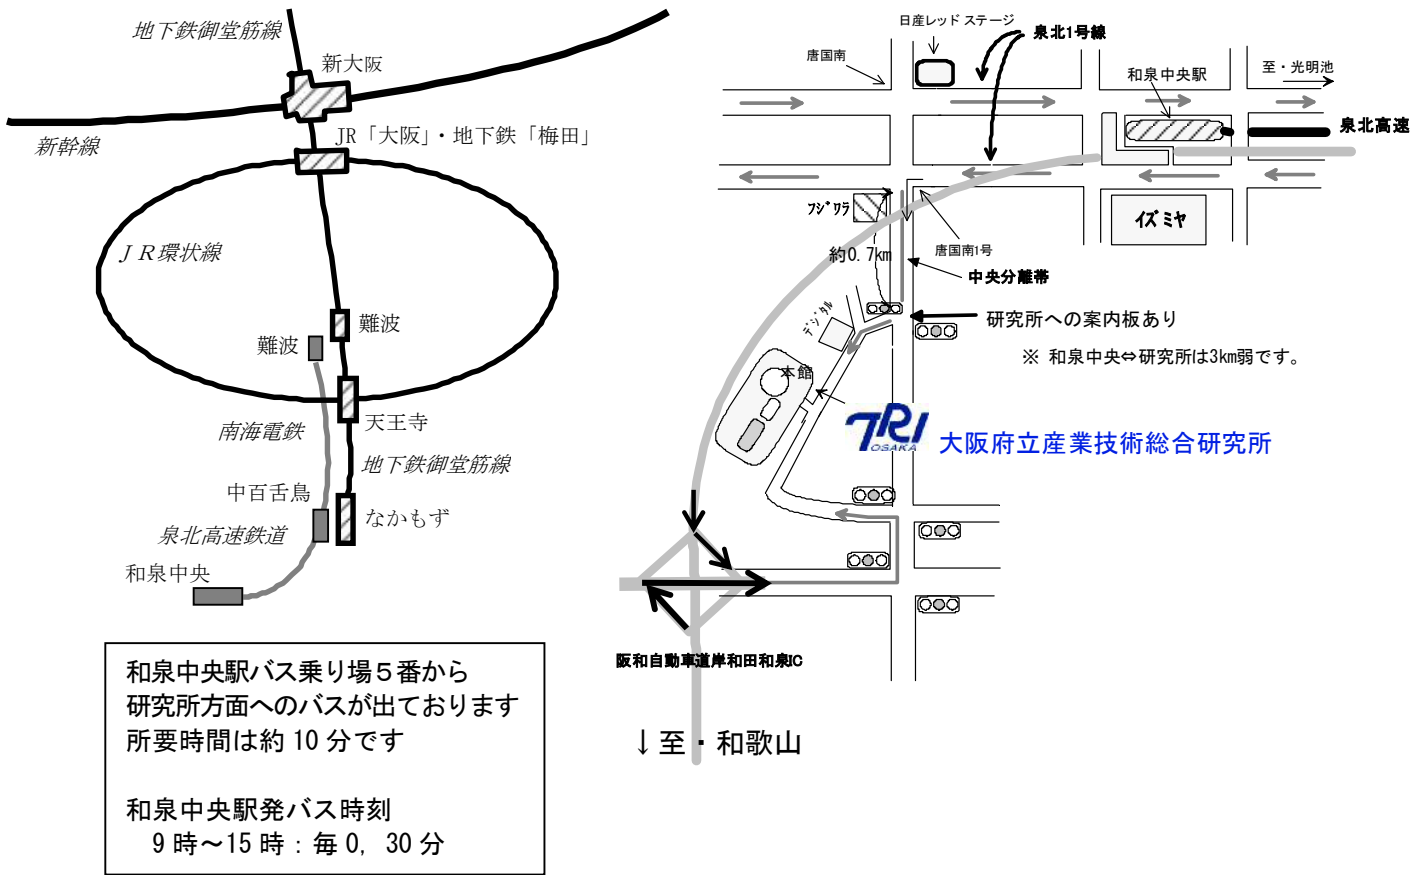 地下鉄御堂筋線
新大阪
新幹線
JR「大阪」・地下鉄「梅田」
ＪＲ環状線
難波
難波
南海電鉄
天王寺
地下鉄御堂筋線
中百舌鳥
なかもず
泉北高速鉄道
和泉中央
和泉中央駅バス乗り場５番から
研究所方面へのバスが出ております
所要時間は約 10 分です
和泉中央駅発バス時刻
9 時～15 時：毎 0, 30 分
日産レッド ステージ
泉北1号線
唐国南
和泉中央駅
至・光明池
泉北高速
フジワラ
イズミヤ
唐国南1号
約0.7km
中央分離帯
デジタル
研究所への案内板あり
※ 和泉中央⇔研究所は3km弱です。
本館
TRI
OSAKA
大阪府立産業技術総合研究所
阪和自動車道岸和田和泉IC
↓至・和歌山